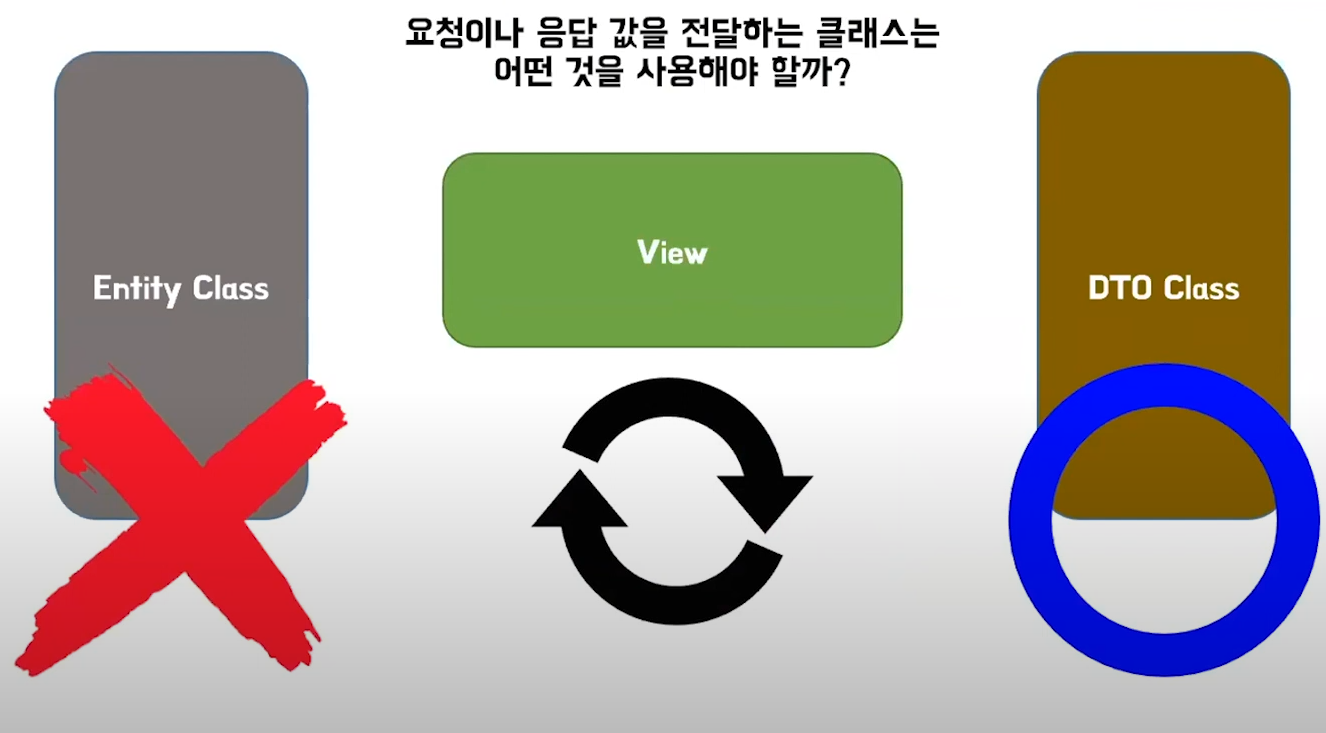 요청이나 응답 값을 전달하는 클래스는
어떤 것을 사용해야 할까?
View
Entity Class
DTO Class